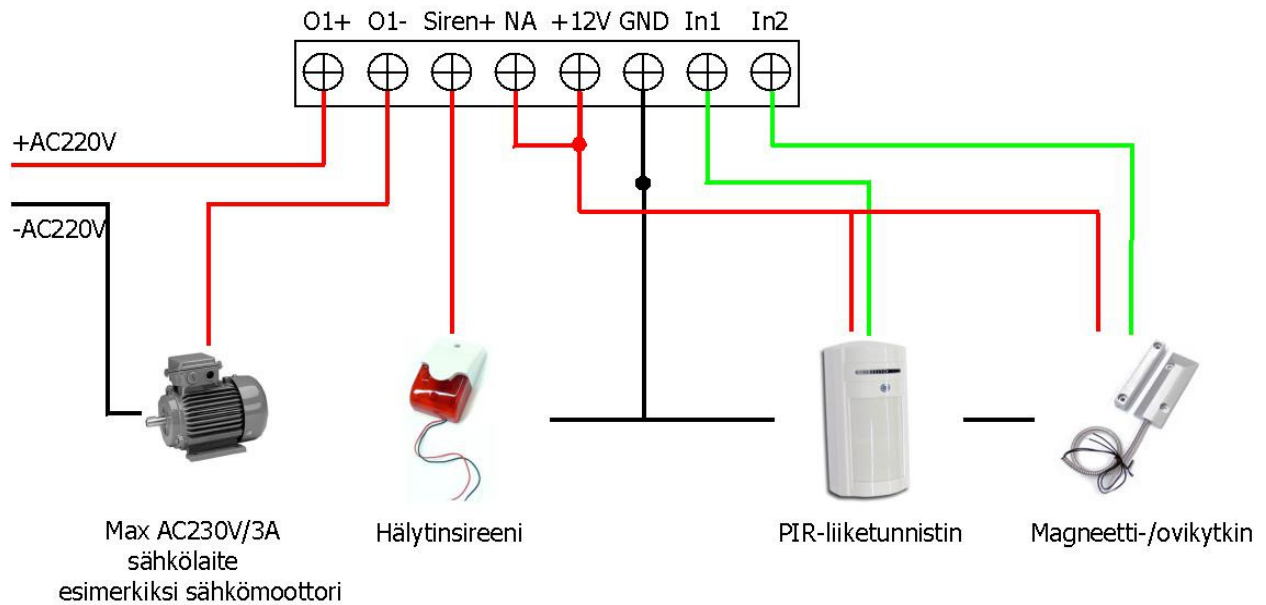 O1+ O1- Siren+ NA +12V GND In1 In2
+AC220V
-AC220V
Max AC230V/3A
sähkölaite
esimerkiksi sähkömoottori
Hälytinsireeni
PIR-liiketunnistin
Magneetti-/ovikytkin